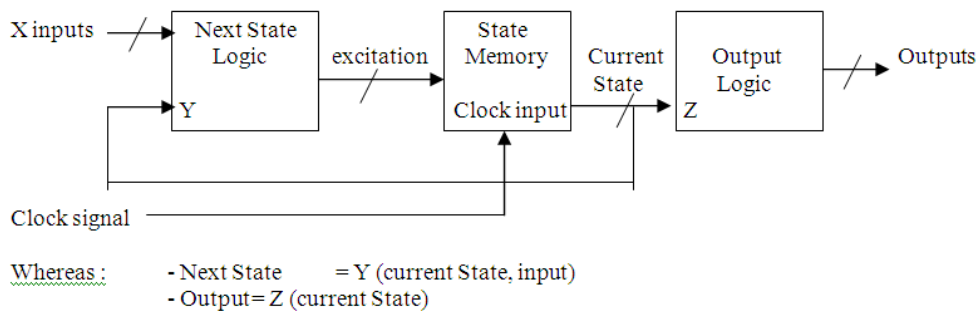 X inputs
Next State
Logic
Y
excitation
State
Memory
Clock input
Current
State
Output
Logic
Z
Outputs
Clock signal
Whereas : - Next State = Y (current State, input)
- Output= Z (current State)